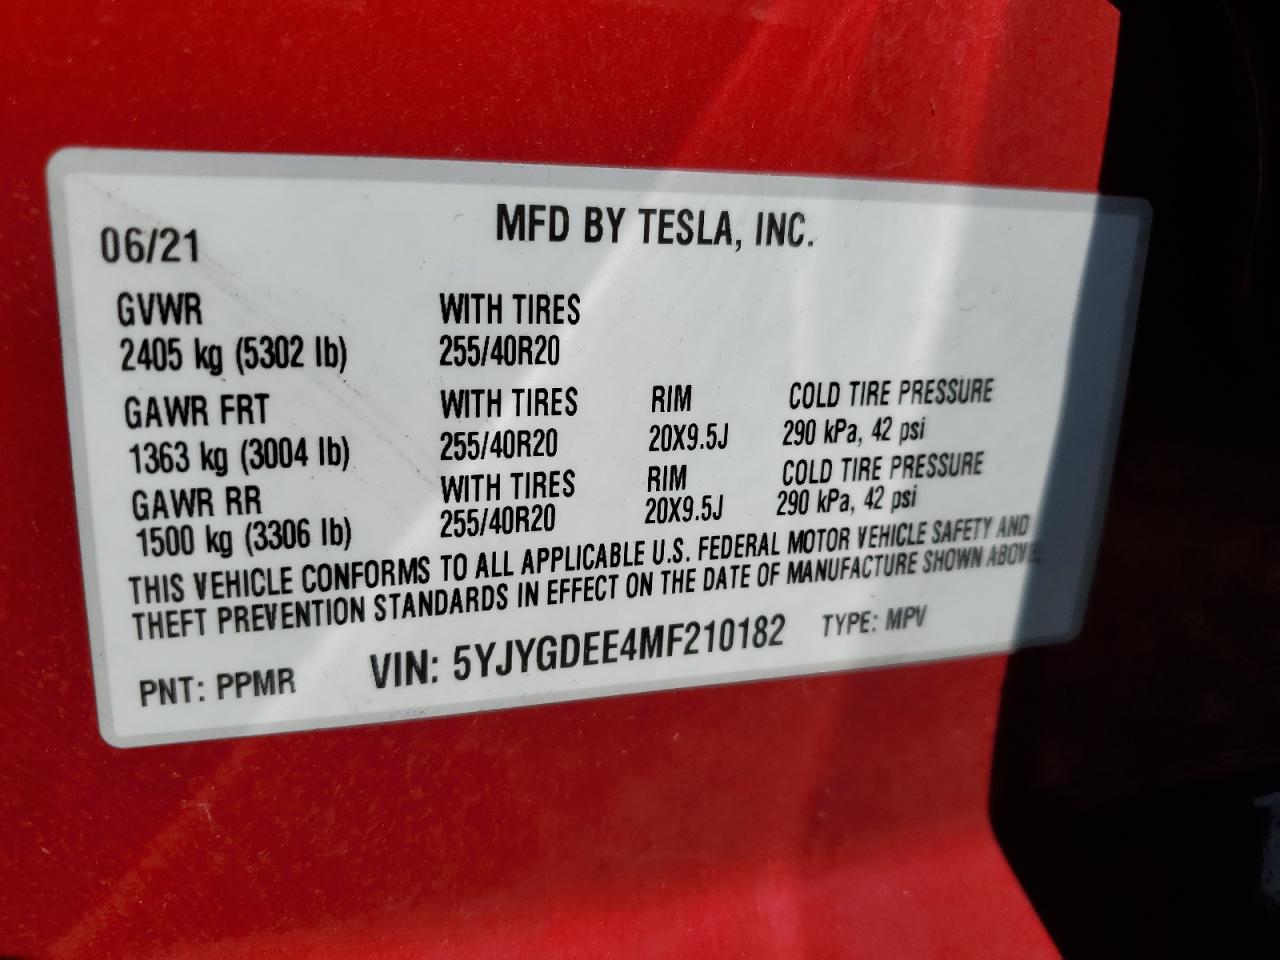 MFD BY TESLA, INC.
06/21
GVWR WITH TIRES
2405 kg (5302 lb) 255/40R20
GAWR FRT WITH TIRES RIM COLD TIRE PRESSURE
1363 kg (3004 lb) 255/40R20 20X9.5J 290 kPa, 42 psi
GAWR RR WITH TIRES RIM COLD TIRE PRESSURE
1500 kg (3306 lb) 255/40R20 20X9.5J 290 kPa, 42 psi
THIS VEHICLE CONFORMS TO ALL APPLICABLE U.S. FEDERAL MOTOR VEHICLE SAFETY AND
THEFT PREVENTION STANDARDS IN EFFECT ON THE DATE OF MANUFACTURE SHOWN ABOVE.
PNT: PPMR VIN: 5YJYGDEE4MF210182 TYPE: MPV